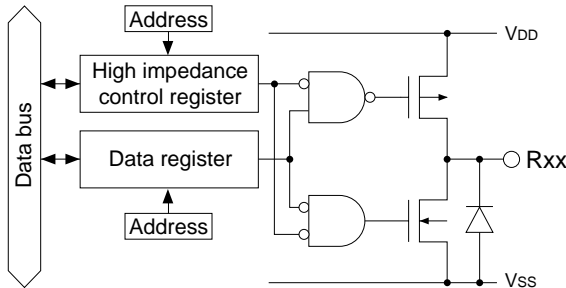 Address
VDD
High impedance
control register
Data bus
Data register
Rxx
Address
VSS